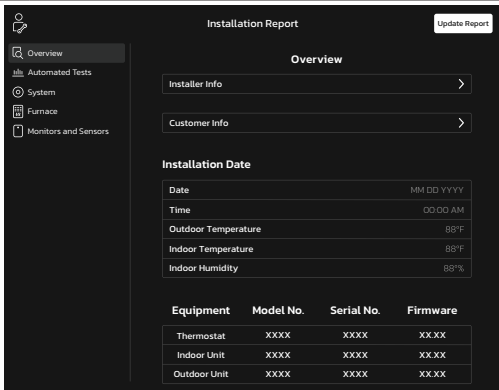 Installation Report
Update Report
Overview
Automated Tests
System
Furnace
Monitors and Sensors
Overview
Installer Info
Customer Info
Installation Date
Date MM DD YYYY
Time 00:00 AM
Outdoor Temperature 88°F
Indoor Temperature 88°F
Indoor Humidity 88°%
Equipment Model No. Serial No. Firmware
Thermostat XXXX XXXX XX.XX
Indoor Unit XXXX XXXX XX.XX
Outdoor Unit XXXX XXXX XX.XX